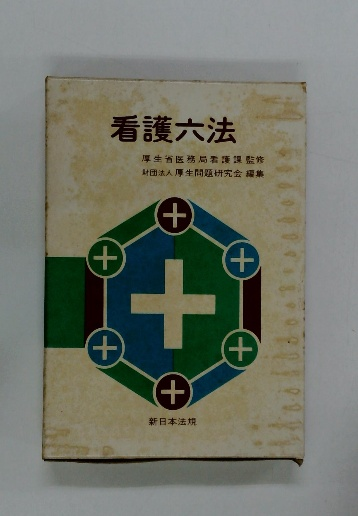 看護六法
厚生省医務局看護課 監修
財団法人 厚生問題研究会 編集
新日本法規